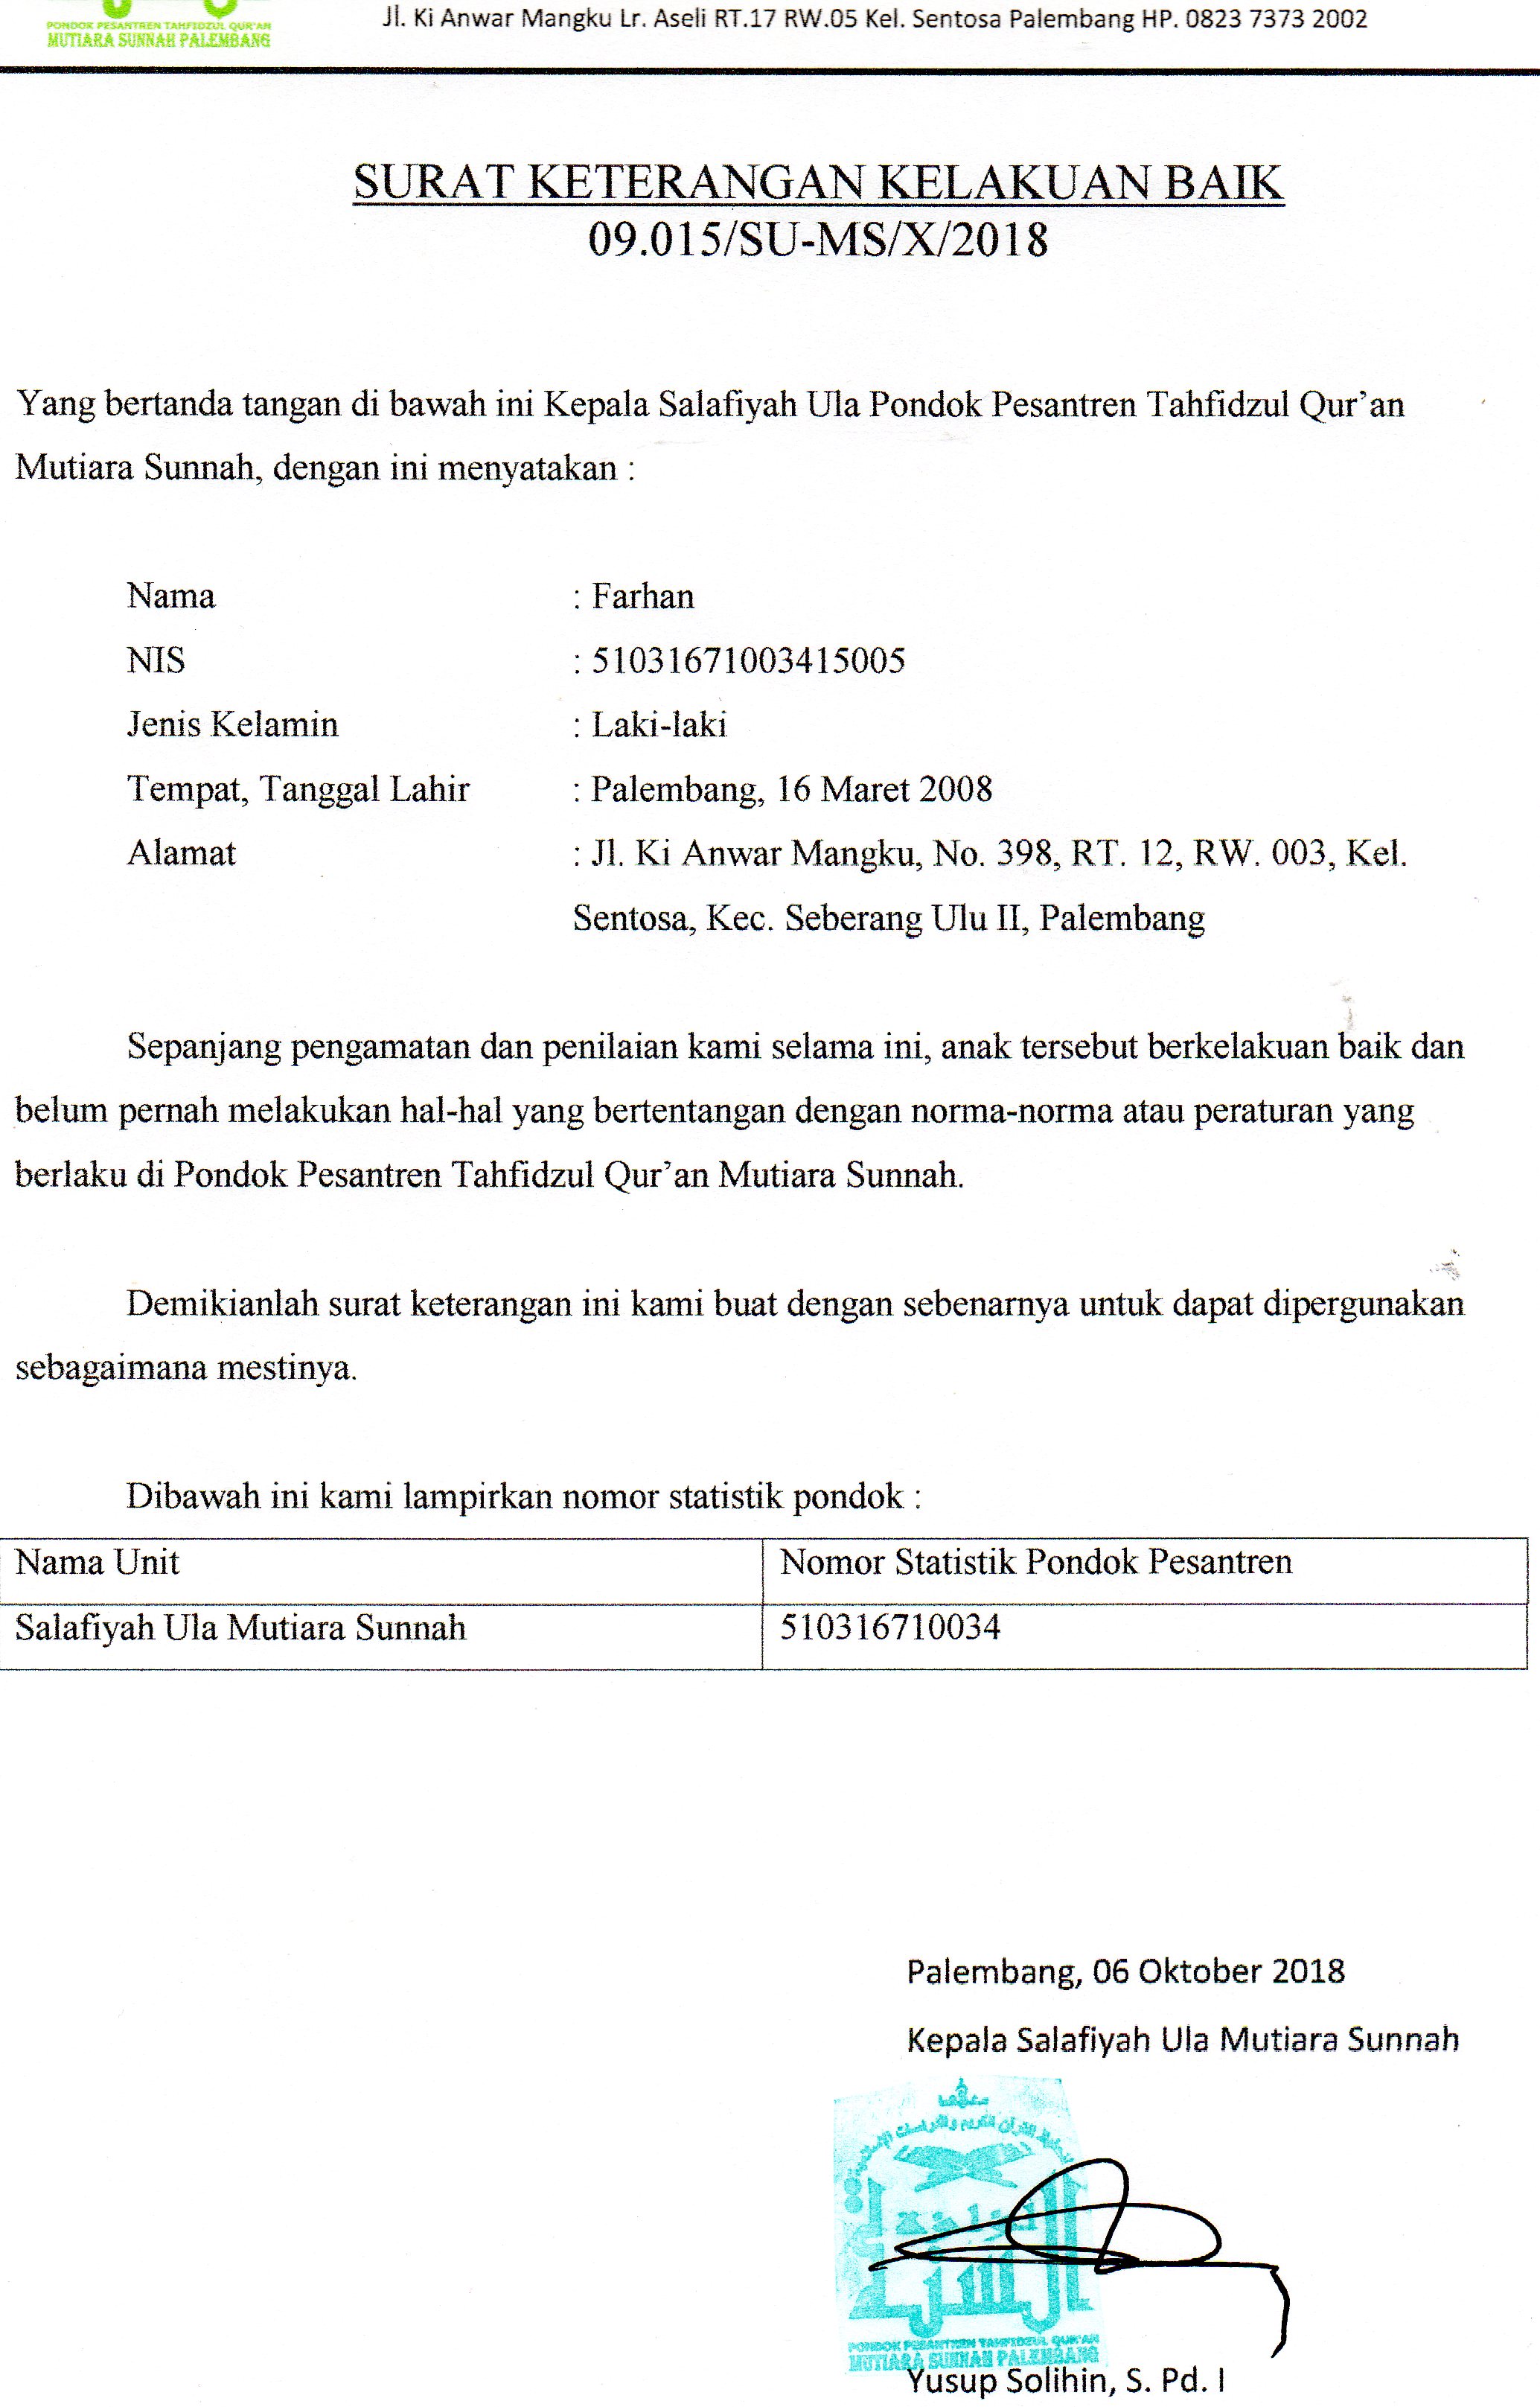 Jl. Ki Anwar Mangku Lr. Aseli RT.17 RW.05 Kel. Sentosa Palembang HP. 0823 7373 2002
PONDOK PESANTREN TAHFIDZUL QUR'AN
MUTIARA SUNNAH PALEMBANG
SURAT KETERANGAN KELAKUAN BAIK
09.015/SU-MS/X/2018
Yang bertanda tangan di bawah ini Kepala Salafiyah Ula Pondok Pesantren Tahfidzul Qur’an
Mutiara Sunnah, dengan ini menyatakan :
Nama : Farhan
NIS : 51031671003415005
Jenis Kelamin : Laki-laki
Tempat, Tanggal Lahir : Palembang, 16 Maret 2008
Alamat : Jl. Ki Anwar Mangku, No. 398, RT. 12, RW. 003, Kel.
Sentosa, Kec. Seberang Ulu II, Palembang
Sepanjang pengamatan dan penilaian kami selama ini, anak tersebut berkelakuan baik dan
belum pernah melakukan hal-hal yang bertentangan dengan norma-norma atau peraturan yang
berlaku di Pondok Pesantren Tahfidzul Qur’an Mutiara Sunnah.
Demikianlah surat keterangan ini kami buat dengan sebenarnya untuk dapat dipergunakan
sebagaimana mestinya.
Dibawah ini kami lampirkan nomor statistik pondok :
Nama Unit Nomor Statistik Pondok Pesantren
Salafiyah Ula Mutiara Sunnah 510316710034
Palembang, 06 Oktober 2018
Kepala Salafiyah Ula Mutiara Sunnah
PONDOK PESANTREN TAHFIDZUL QUR'AN
MUTIARA SUNNAH PALEMBANG
Yusup Solihin, S. Pd. I